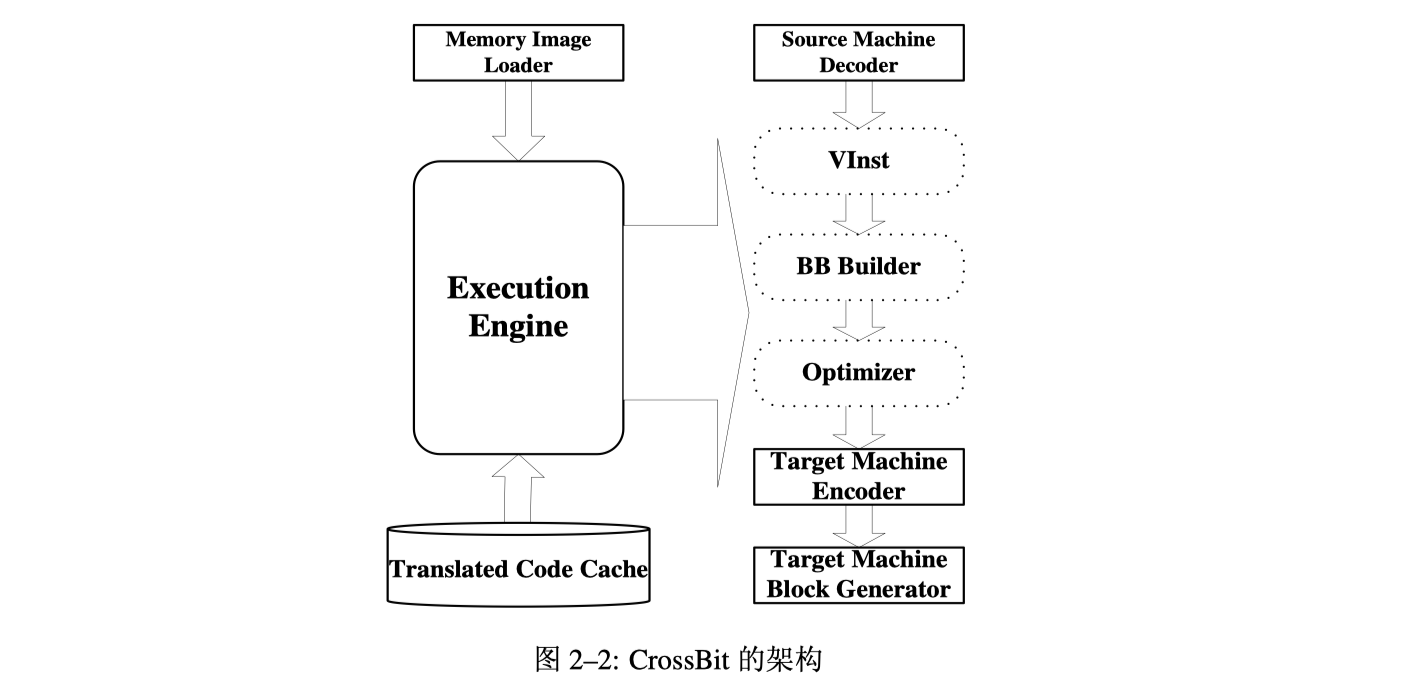 Memory Image
Loader
Execution
Engine
Translated Code Cache
Source Machine
Decoder
VInst
BB Builder
Optimizer
Target Machine
Encoder
Target Machine
Block Generator
图 2–2: CrossBit 的架构